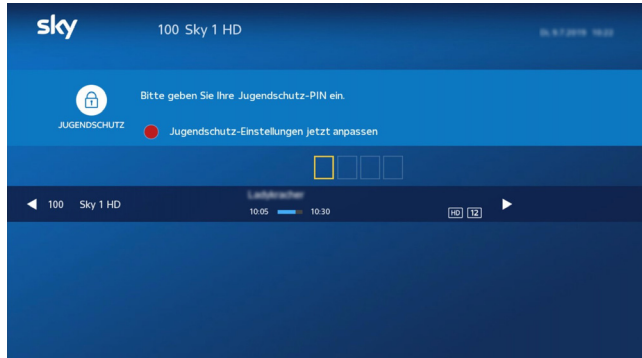 sky
100 Sky 1 HD
Bitte geben Sie Ihre Jugendschutz-PIN ein.
JUGENDSCHUTZ
Jugendschutz-Einstellungen jetzt anpassen
Ladykracher
100 Sky 1 HD
10:05 10:30
HD 12